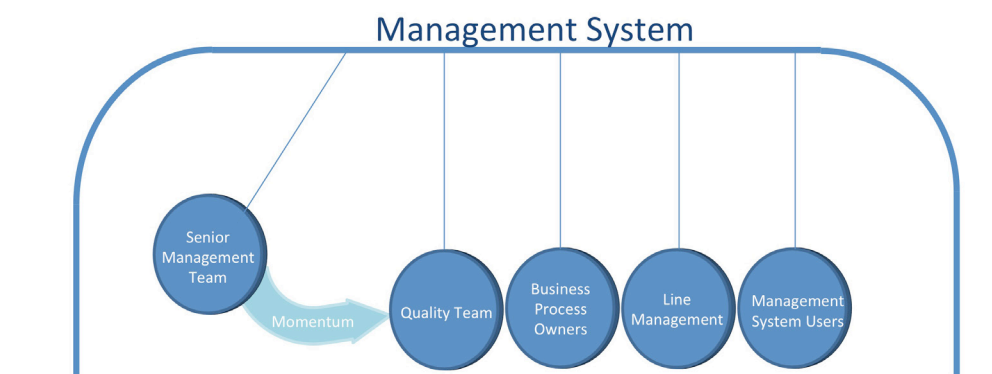 Management System
Senior
Management
Team
Momentum
Quality Team
Business
Process
Owners
Line
Management
Management
System Users